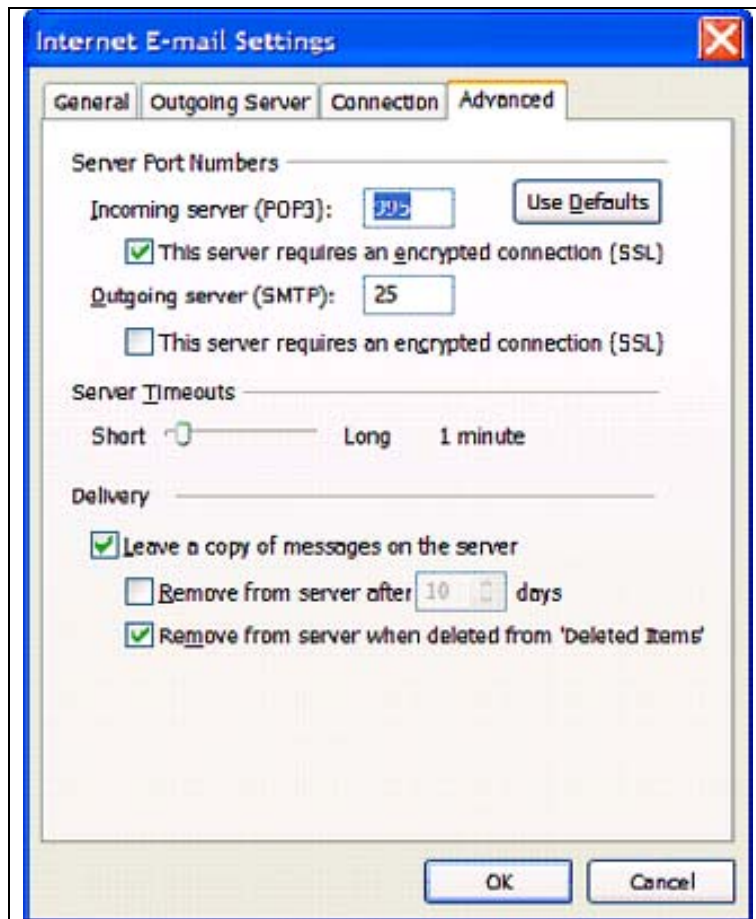 Internet E-mail Settings
General Outgoing Server Connection Advanced
Server Port Numbers
Incoming server (POP3): 995 Use Defaults
This server requires an encrypted connection (SSL)
Outgoing server (SMTP): 25
This server requires an encrypted connection (SSL)
Server Timeouts
Short Long 1 minute
Delivery
Leave a copy of messages on the server
Remove from server after 10 days
Remove from server when deleted from 'Deleted Items'
OK Cancel